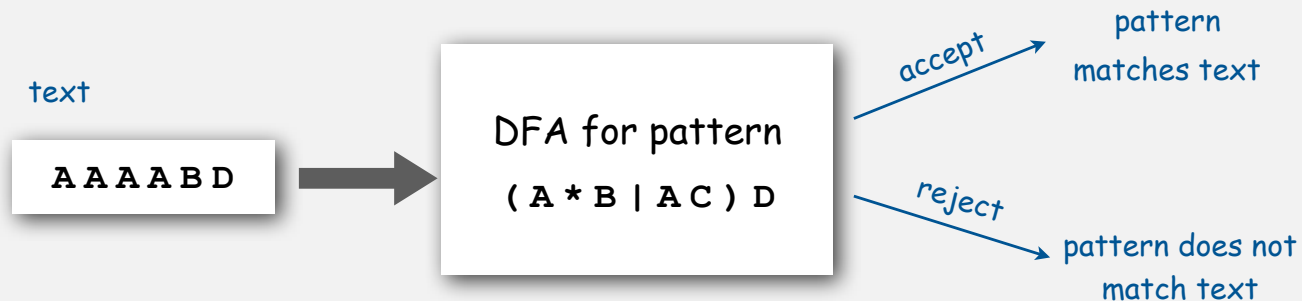 text
A A A A B D
DFA for pattern
( A * B | A C ) D
accept
pattern
matches text
reject
pattern does not
match text